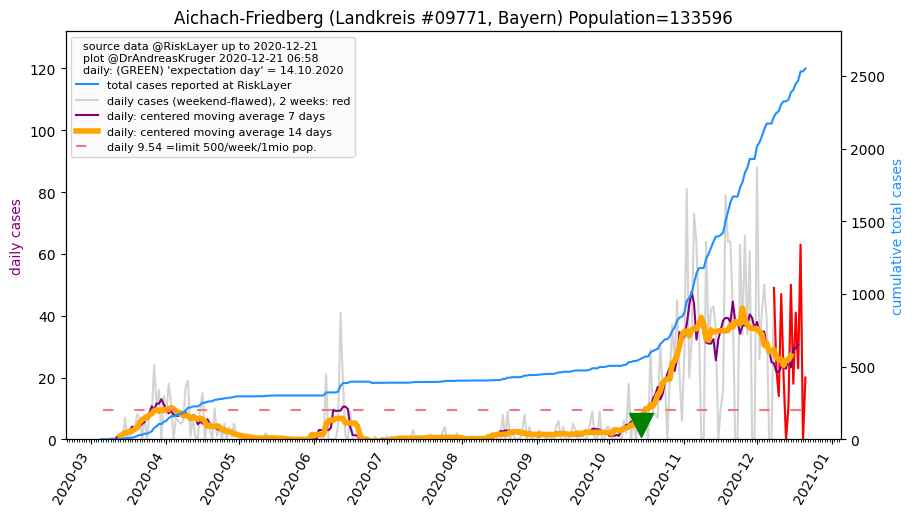 Aichach-Friedberg (Landkreis #09771, Bayern) Population=133596
source data @RiskLayer up to 2020-12-21
plot @DrAndreasKruger 2020-12-21 06:58
daily: (GREEN) 'expectation day' = 14.10.2020
total cases reported at RiskLayer
daily cases (weekend-flawed), 2 weeks: red
daily: centered moving average 7 days
daily: centered moving average 14 days
daily 9.54 =limit 500/week/1mio pop.
daily cases
120
100
80
60
40
20
0
cumulative total cases
2500
2000
1500
1000
500
0
2020-03
2020-04
2020-05
2020-06
2020-07
2020-08
2020-09
2020-10
2020-11
2020-12
2021-01